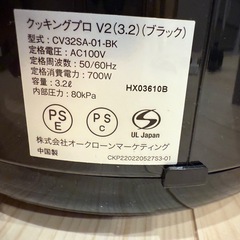 クッキングプロ V2(3.2)(ブラック)
型式：CV32SA-01-BK
定格電圧：AC100V
定格周波数：50/60Hz
定格消費電力：700W
容量：3.2ℓ
内部圧力：80kPa
HX03610B
PS
E
PS
C
UL
UL Japan
株式会社オークローンマーケティング
中国製
CKP220220527S3-01